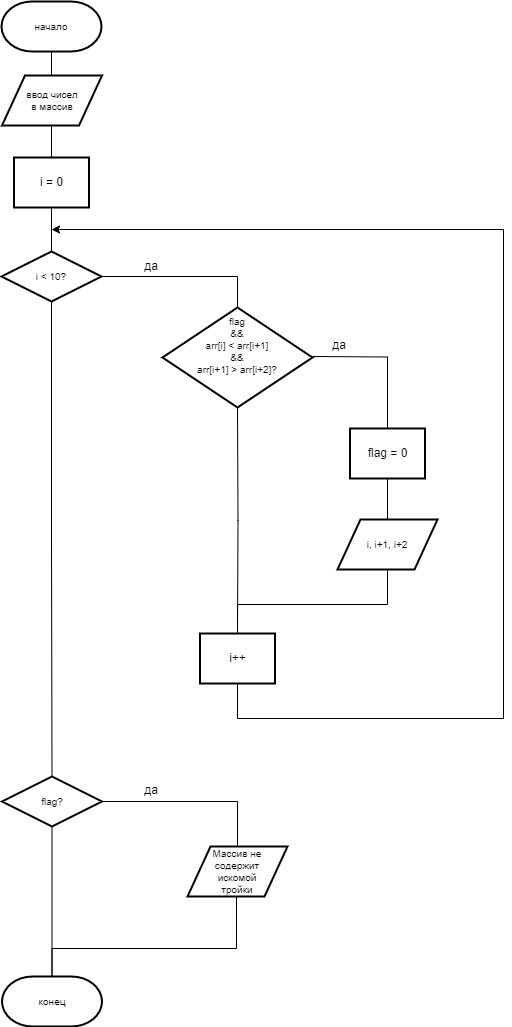 начало
ввод чисел
в массив
i = 0
i < 10?
да
flag
&&
arr[i] < arr[i+1]
&&
arr[i+1] > arr[i+2]?
да
flag = 0
i, i+1, i+2
i++
flag?
да
Массив не
содержит
искомой
тройки
конец